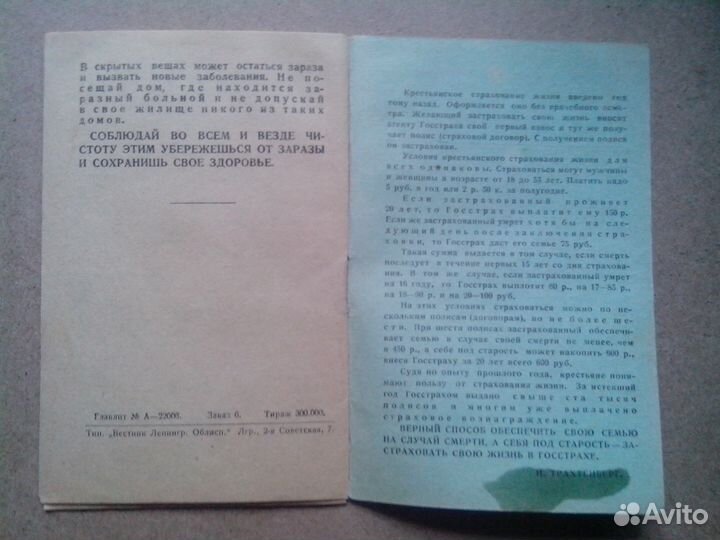 В скрытых вещах может остаться зараза
и вызвать новые заболевания. Не по-
сещай дом, где находится за-
разный больной и не допускай
в свое жилище никого из таких
домов.
СОБЛЮДАЙ ВО ВСЕМ И ВЕЗДЕ ЧИ-
СТОТУ ЭТИМ УБЕРЕЖЕШЬСЯ ОТ ЗАРАЗЫ
И СОХРАНИШЬ СВОЕ ЗДОРОВЬЕ.
Главлит № А—22008. Заказ 6. Тираж 300.000.
Тип. „Вестник Ленингр. Облисп." Лгр., 2-я Советская, 7.
Крестьянское страхование жизни введено год
тому назад. Оформляется оно без врачебного осмо-
тра. Желающий застраховать свою жизнь вносит
агенту Госстраха свой первый взнос и тут же полу-
чает полис (страховой договор). С получением полиса
он застрахован.
Условия крестьянского страхования жизни для
всех одинаковы. Страховаться могут мужчины
и женщины в возрасте от 18 до 55 лет. Платить надо
5 руб. в год или 2 р. 50 к. за полугодие.
Если застрахованный проживет
20 лет, то Госстрах выплатит ему 150 р.
Если же застрахованный умрет хотя бы на сле-
дующий день после заключения стра-
ховки, то Госстрах даст его семье 75 руб.
Такая сумма выдается в том случае, если смерть
последует в течение первых 15 лет со дня страхова-
ния. В том же случае, если застрахованный умрет
на 16 году, то Госстрах выплотит 80 р., на 17—85 р.,
на 18—90 р. и на 20—100 руб.
На этих условиях страховаться можно по не-
скольким полисам (договорам), но не более ше-
сти. При шести полисах застрахованный обеспечи-
вает семью в случае своей смерти не менее, чем
в 450 р., а себе под старость может накопить 900 р.,
внеся Госстраху за 20 лет всего 600 руб.
Судя по опыту прошлого года, крестьяне пони-
мают пользу от страхования жизни. За истекший
год Госстрахом выдано свыше ста тысяч
полисов и многим уже выплачено
страховое вознаграждение.
ВЕРНЫЙ СПОСОБ ОБЕСПЕЧИТЬ СВОЮ СЕМЬЮ
НА СЛУЧАЙ СМЕРТИ, А СЕБЯ ПОД СТАРОСТЬ—ЗА-
СТРАХОВАТЬ СВОЮ ЖИЗНЬ В ГОССТРАХЕ.
ТРАХТЕНБЕРГ.
Avito